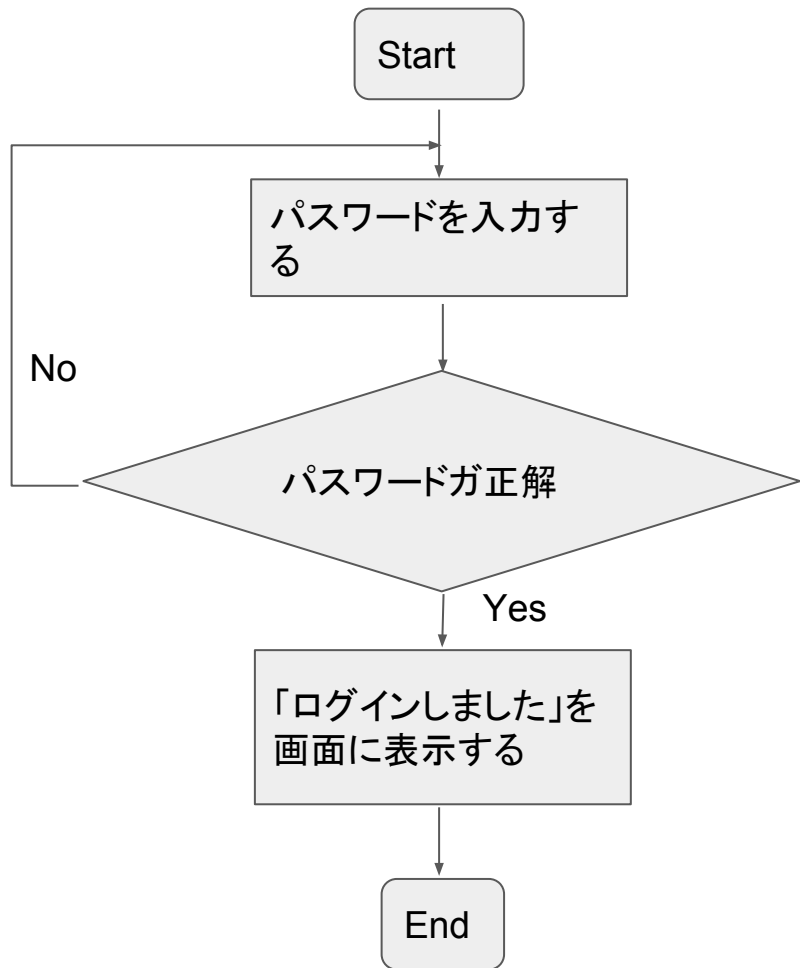 Start
パスワードを入力す
る
No
パスワードガ正解
Yes
「ログインしました」を
画面に表示する
End